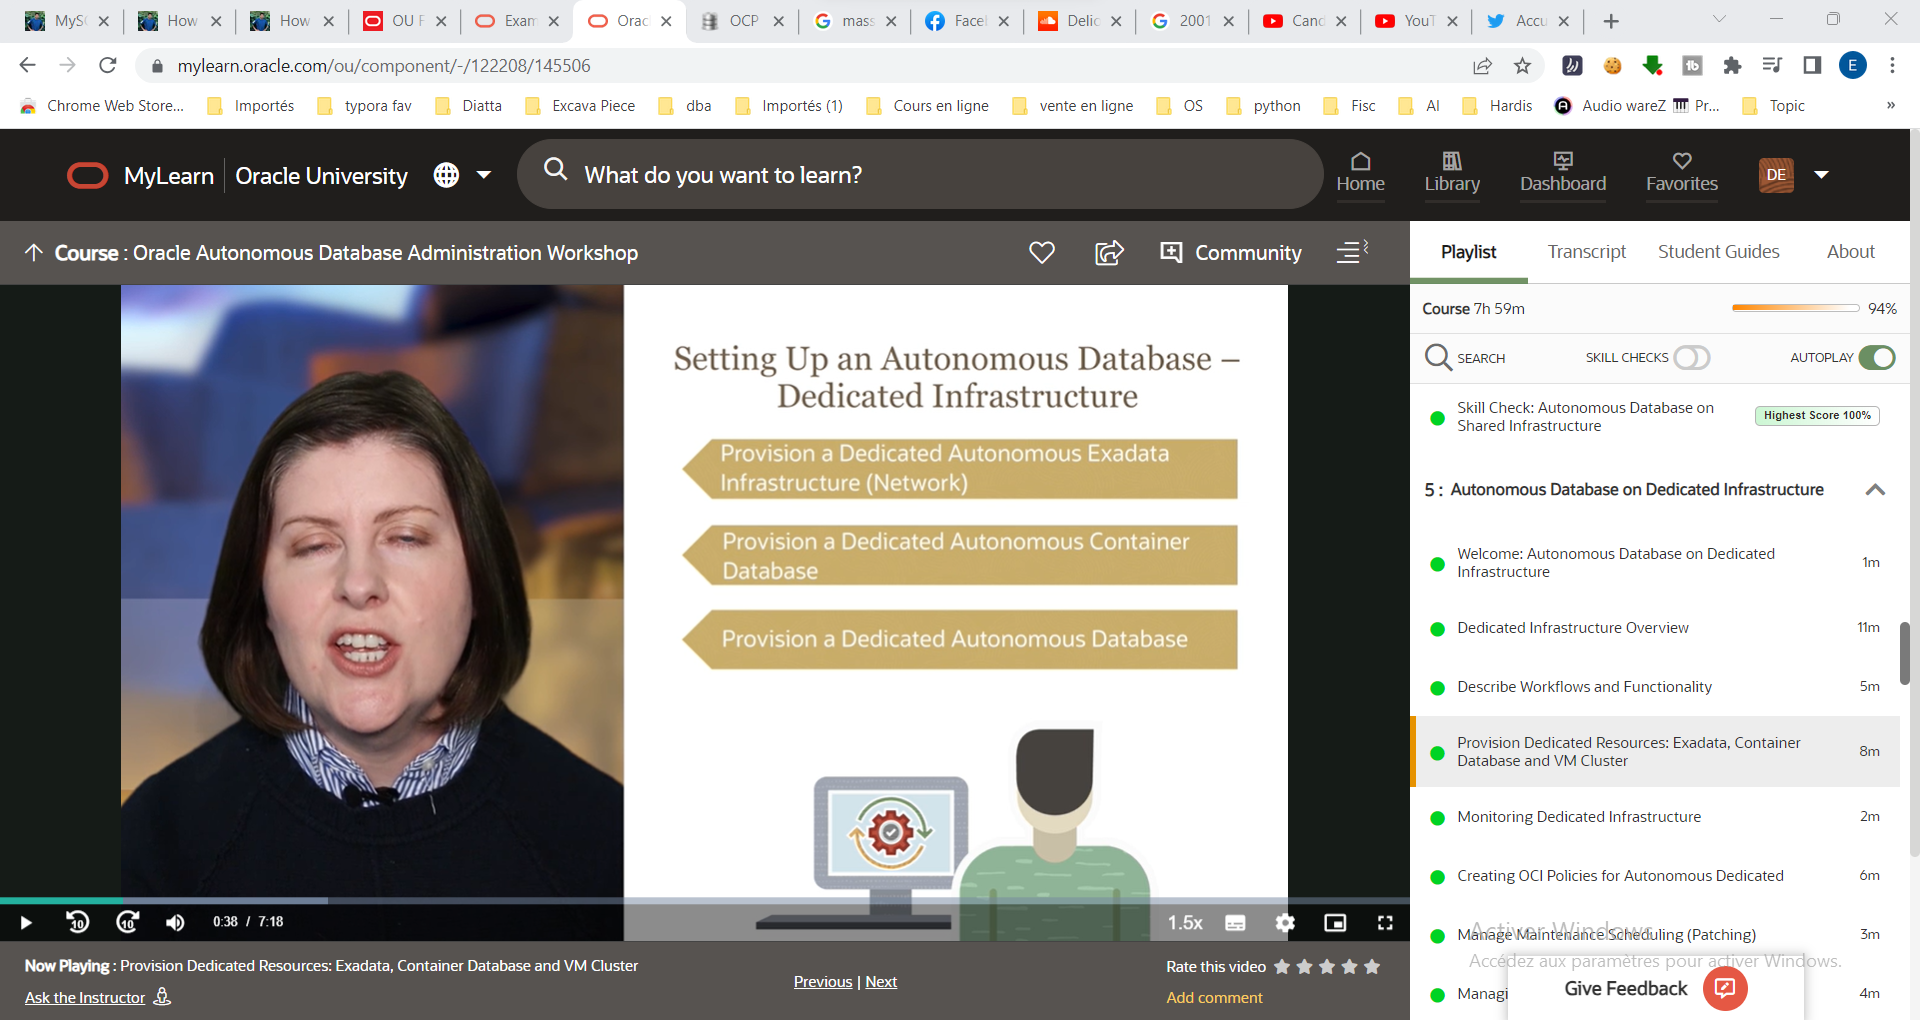 MyS
How
How
OU F
Exam
Orac
OCP
mass
Facel
Delic
2001
Cand
YouT
Accu
mylearn.oracle.com/ou/component/-/122208/145506
E
Chrome Web Store...
Importés
typora fav
Diatta
Excava Piece
dba
Importés (1)
Cours en ligne
vente en ligne
OS
python
Fisc
AI
Hardis
Audio wareZ
Pr...
Topic
»
MyLearn
Oracle University
What do you want to learn?
Home
Library
Dashboard
Favorites
DE
Course : Oracle Autonomous Database Administration Workshop
Community
Playlist
Transcript
Student Guides
About
Course 7h 59m
94%
SEARCH
SKILL CHECKS
AUTOPLAY
Setting Up an Autonomous Database –
Dedicated Infrastructure
Provision a Dedicated Autonomous Exadata
Infrastructure (Network)
Provision a Dedicated Autonomous Container
Database
Provision a Dedicated Autonomous Database
Skill Check: Autonomous Database on
Shared Infrastructure
Highest Score 100%
5 : Autonomous Database on Dedicated Infrastructure
Welcome: Autonomous Database on Dedicated
Infrastructure
1m
Dedicated Infrastructure Overview
11m
Describe Workflows and Functionality
5m
Provision Dedicated Resources: Exadata, Container
Database and VM Cluster
8m
Monitoring Dedicated Infrastructure
2m
Creating OCI Policies for Autonomous Dedicated
6m
Manage Maintenance Scheduling (Patching)
3m
Managi
4m
Activer Windows
Accédez aux paramètres pour activer Windows.
Give Feedback
10
10
0:38 / 7:18
1.5x
Now Playing : Provision Dedicated Resources: Exadata, Container Database and VM Cluster
Ask the Instructor
Previous | Next
Rate this video
Add comment